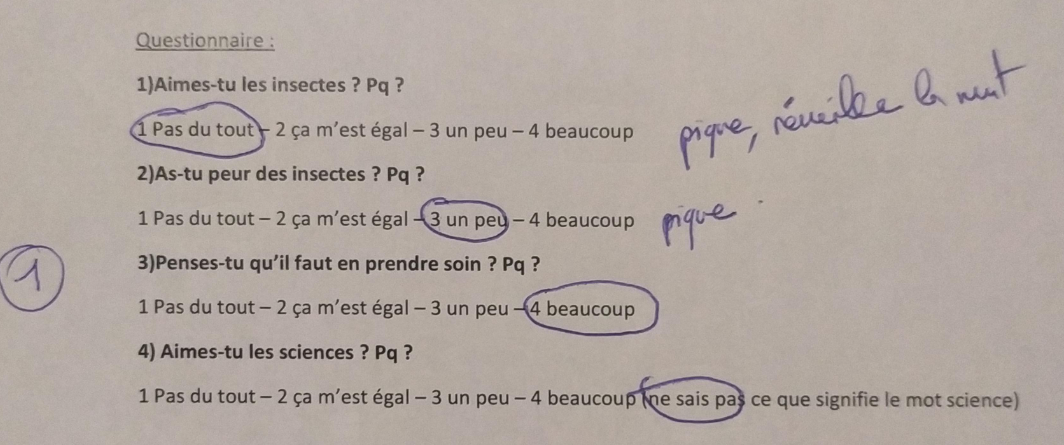 Questionnaire :
1)Aimes-tu les insectes ? Pq ?
1 Pas du tout – 2 ça m'est égal – 3 un peu – 4 beaucoup pique, réveille la nuit
2)As-tu peur des insectes ? Pq ?
1 Pas du tout – 2 ça m'est égal – 3 un peu – 4 beaucoup pique
3)Penses-tu qu'il faut en prendre soin ? Pq ?
1
1 Pas du tout – 2 ça m'est égal – 3 un peu – 4 beaucoup
4) Aimes-tu les sciences ? Pq ?
1 Pas du tout – 2 ça m'est égal – 3 un peu – 4 beaucoup (ne sais pas ce que signifie le mot science)